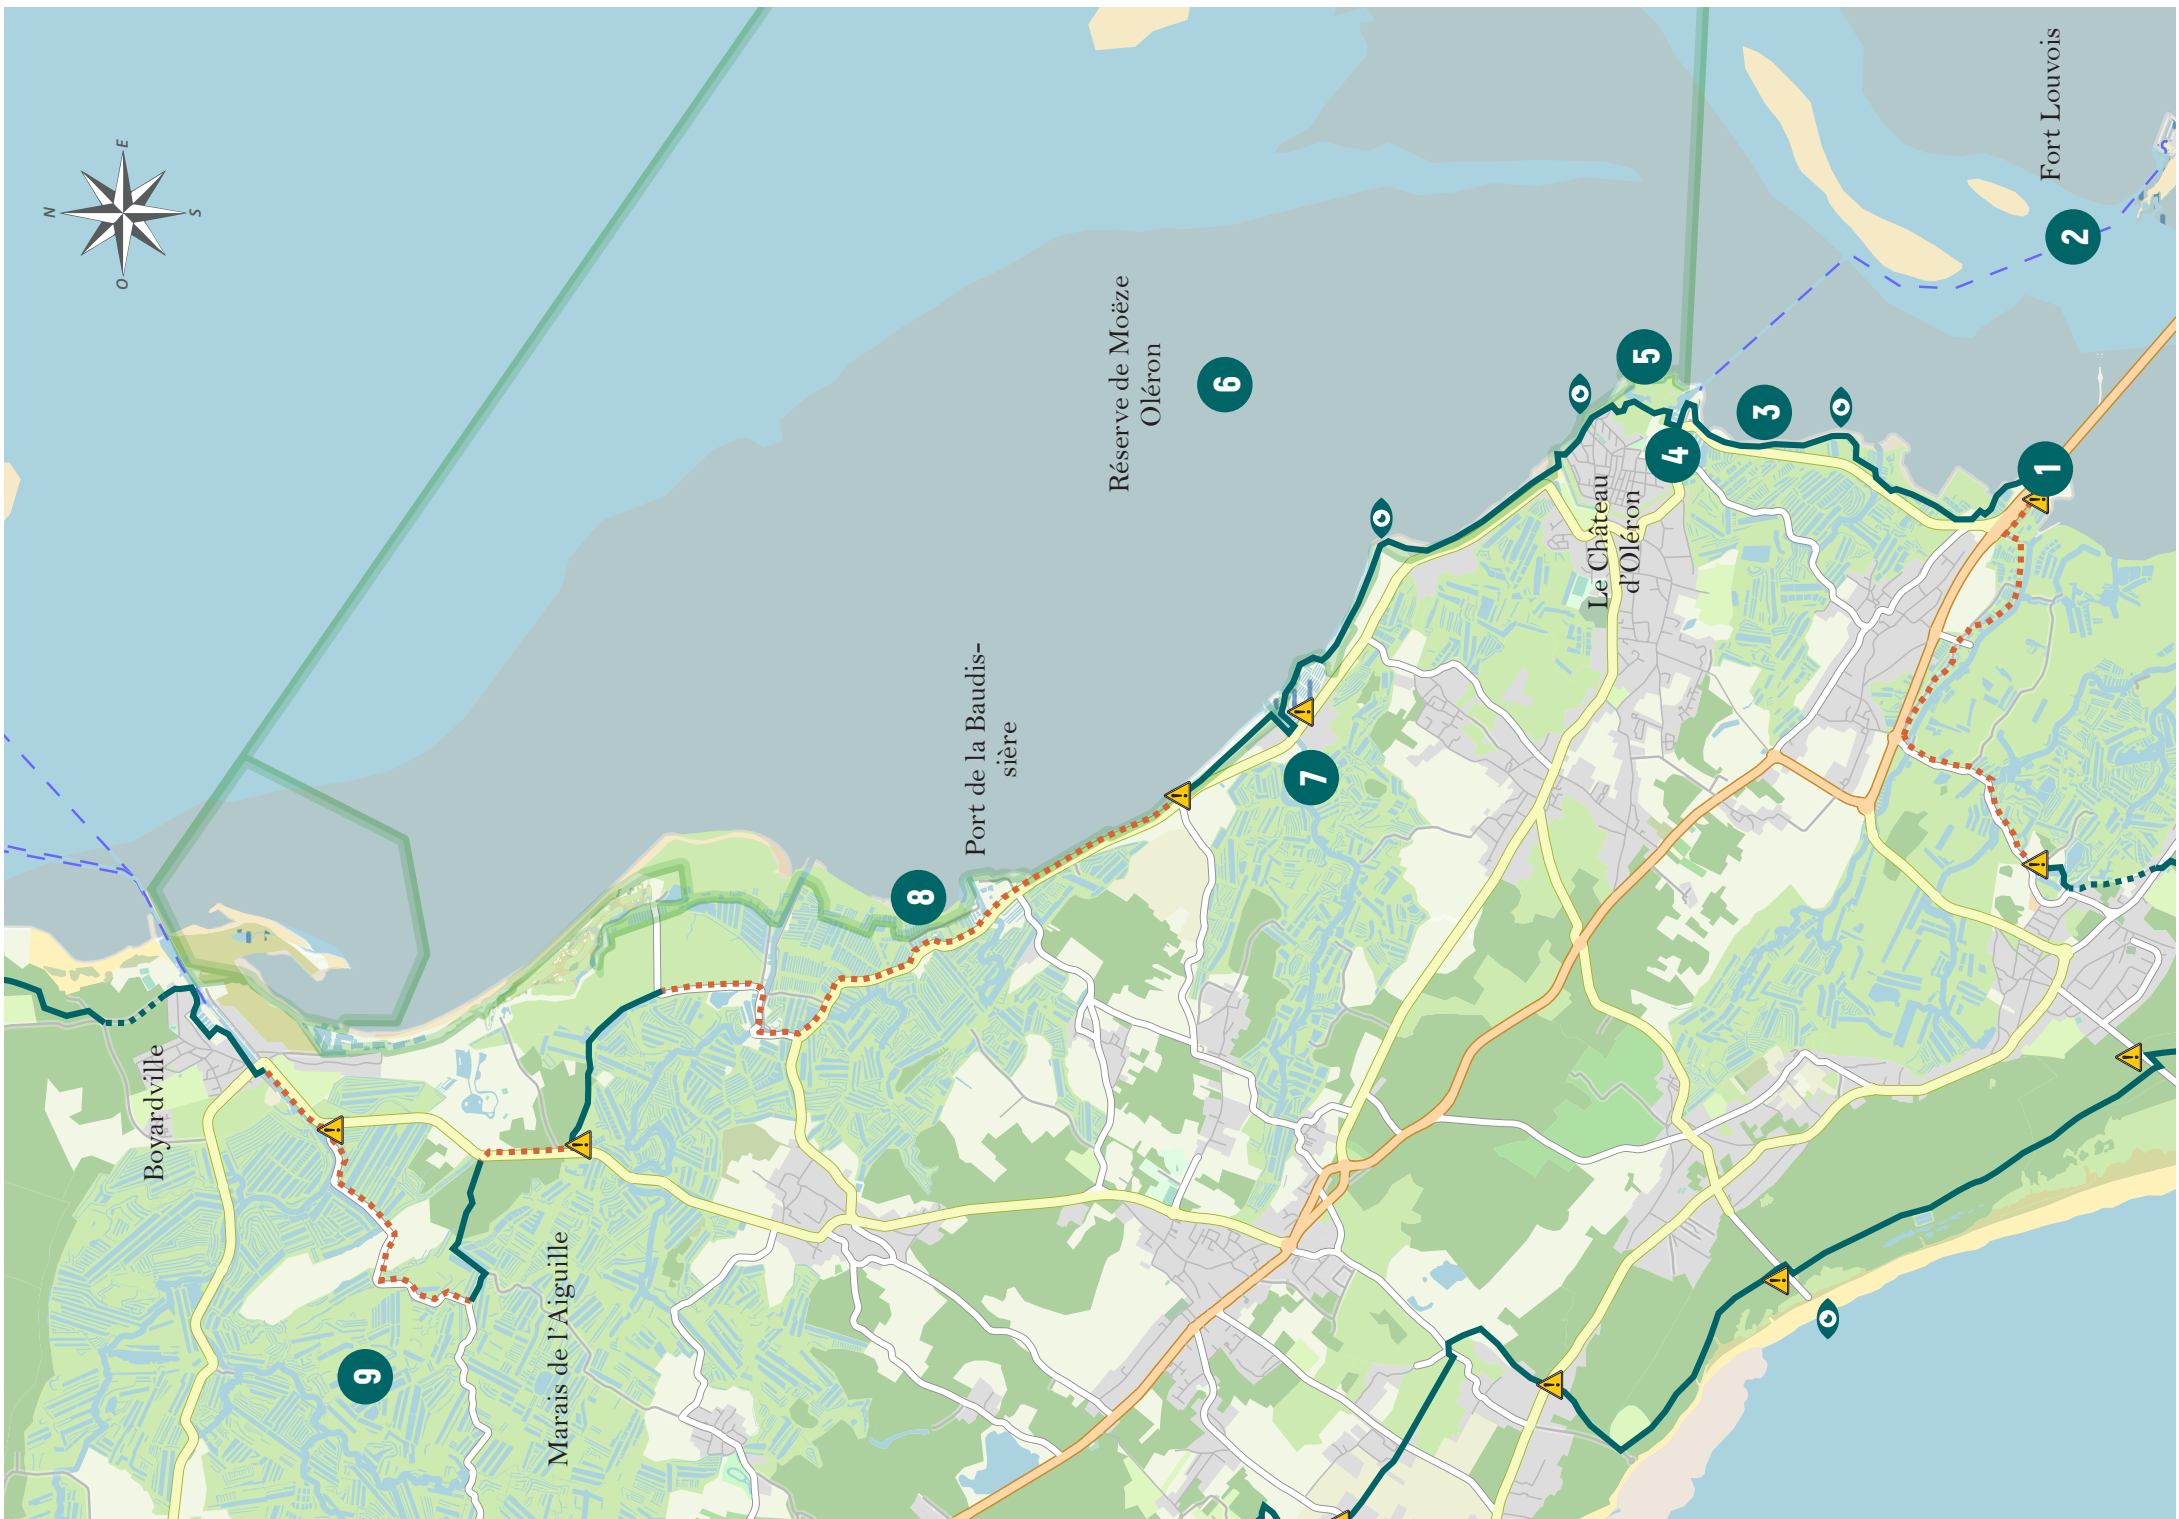 N
E
S
O
Fort Louvois
2
Réserve de Moëze
Oléron
6
5
3
4
1
Le Château
d'Oléron
Port de la Baudis-
sière
7
8
Boyardville
9
Marais de l'Aiguille